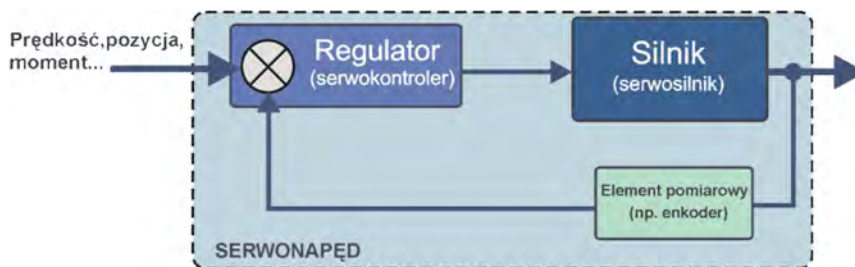 Prędkość,pozycja,
moment...
Regulator
(serwokontroler)
Silnik
(serwosilnik)
Element pomiarowy
(np. enkoder)
SERWONAPĘD